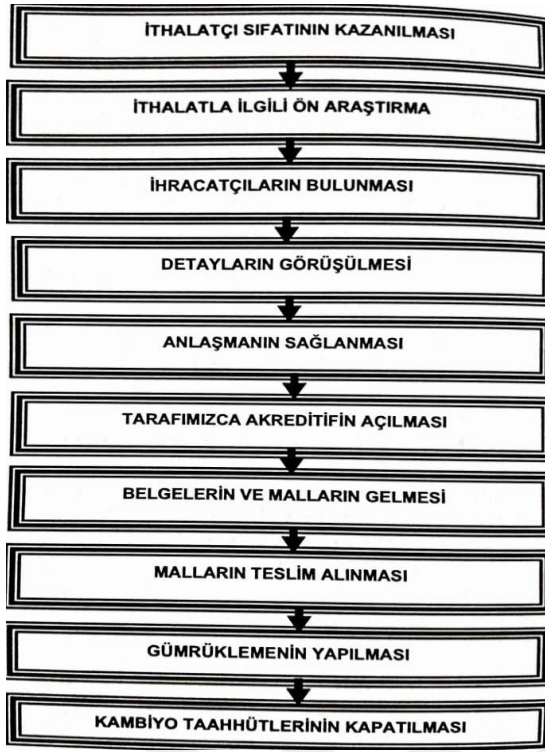 İTHALATÇI SIFATININ KAZANILMASI
İTHALATLA İLGİLİ ÖN ARAŞTIRMA
İHRACATÇILARIN BULUNMASI
DETAYLARIN GÖRÜŞÜLMESİ
ANLAŞMANIN SAĞLANMASI
TARAFIMIZCA AKREDİTİFİN AÇILMASI
BELGELERİN VE MALLARIN GELMESİ
MALLARIN TESLİM ALINMASI
GÜMRÜKLEMENİN YAPILMASI
KAMBİYO TAAHHÜTLERİNİN KAPATILMASI